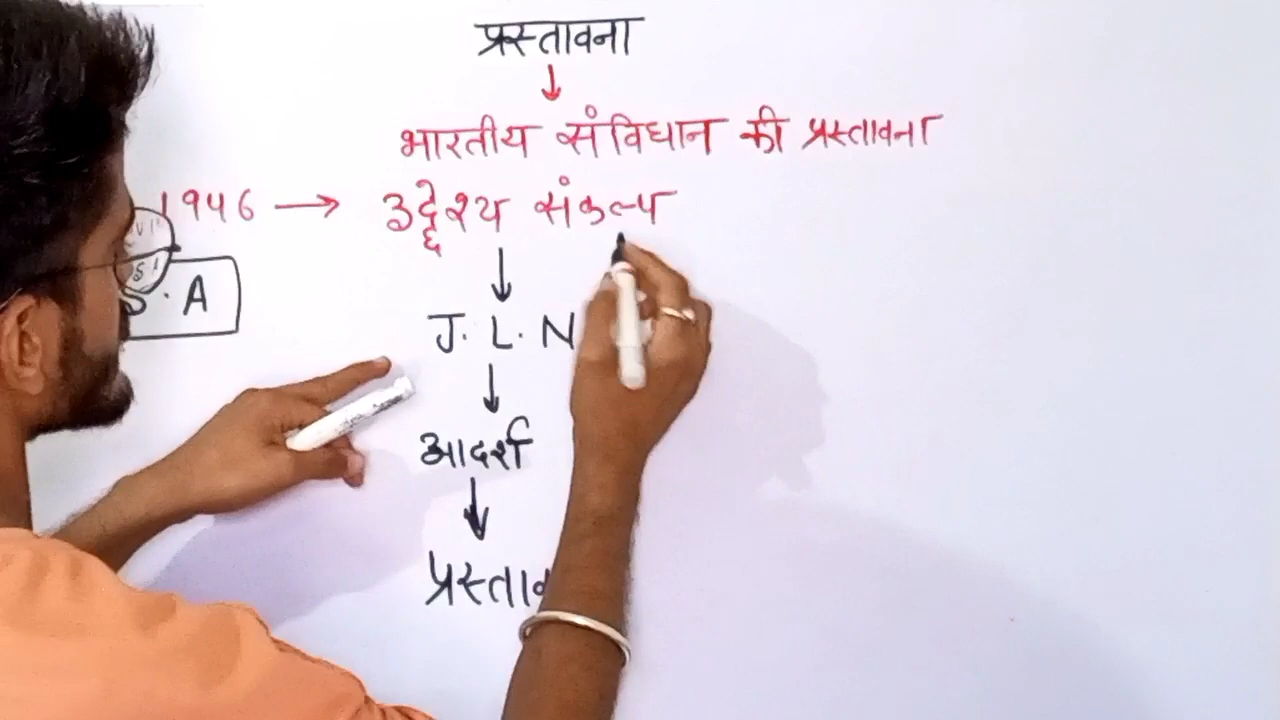 प्रस्तावना
भारतीय संविधान की प्रस्तावना
1946 → उद्देश्य संकल्प
S. A
J. L. N
आदर्श